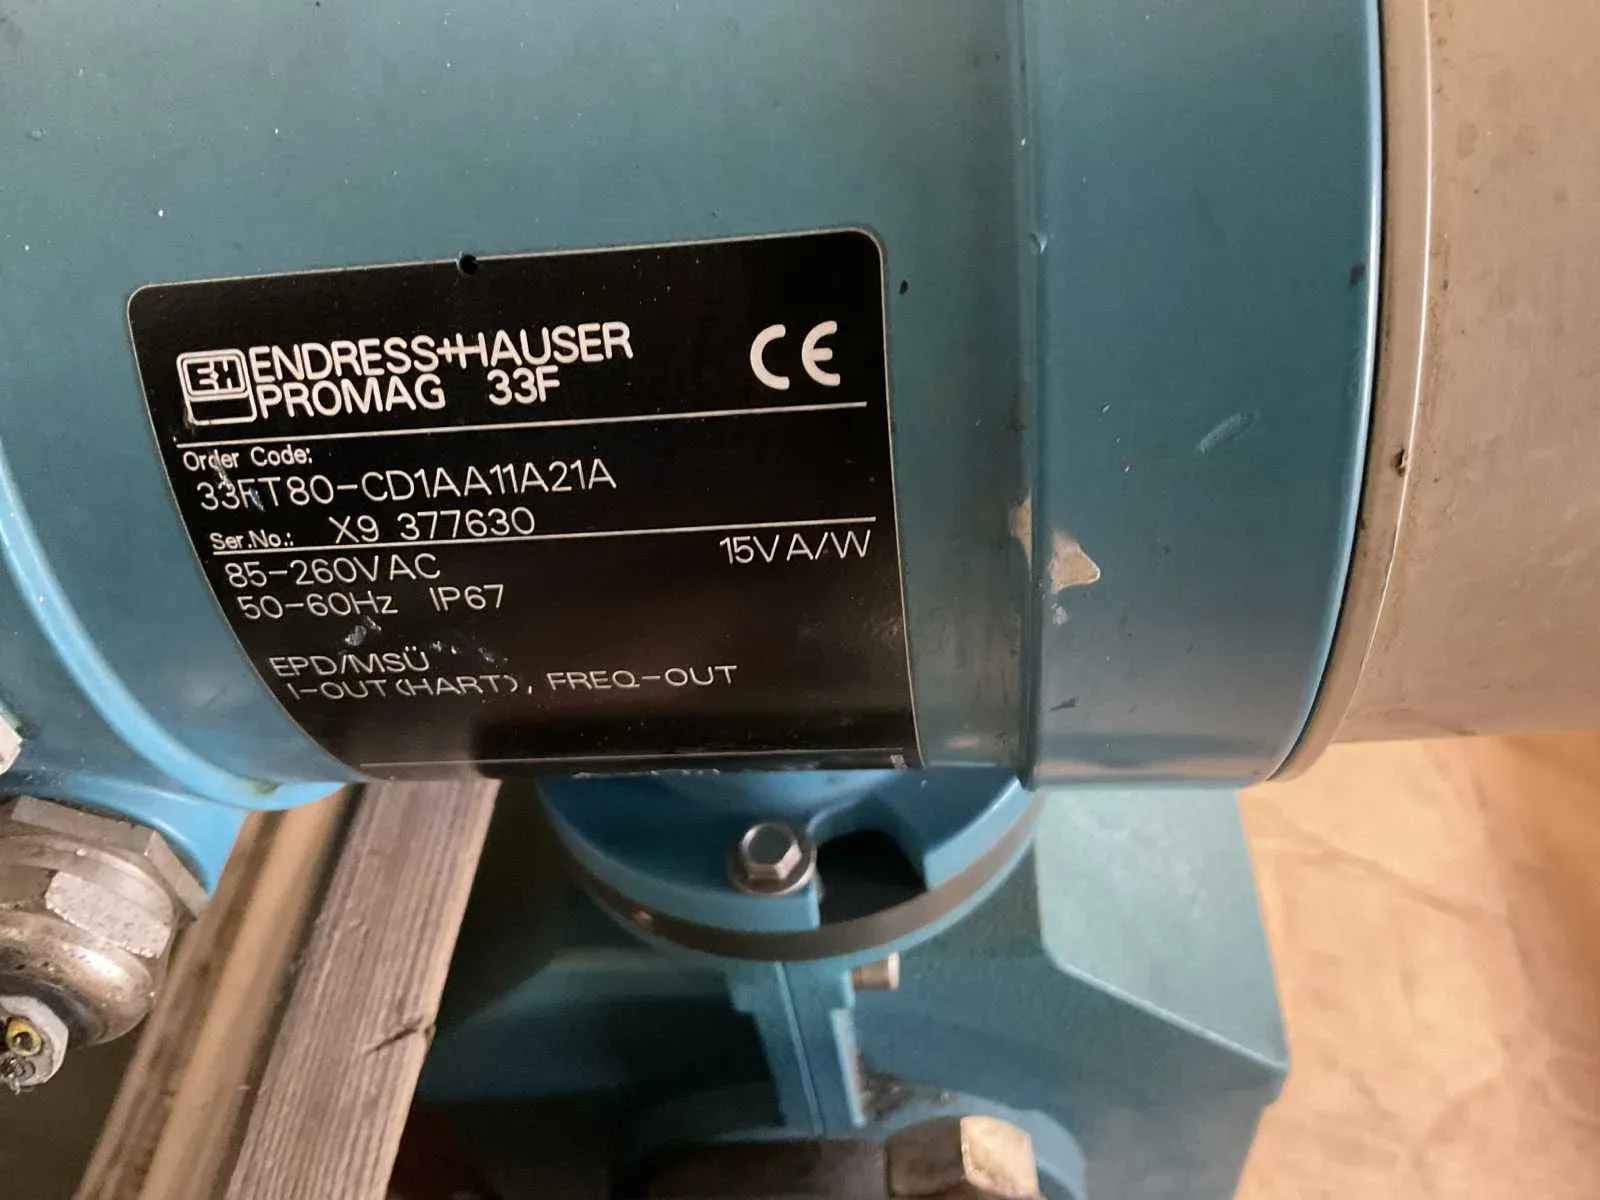 E+H ENDRESS+HAUSER
PROMAG 33F
CE
Order Code:
33FT80-CD1AA11A21A
Ser.No.: X9 377630
85-260VAC 15VA/W
50-60Hz IP67
EPD/MSÜ
I-OUT(HART), FREQ-OUT